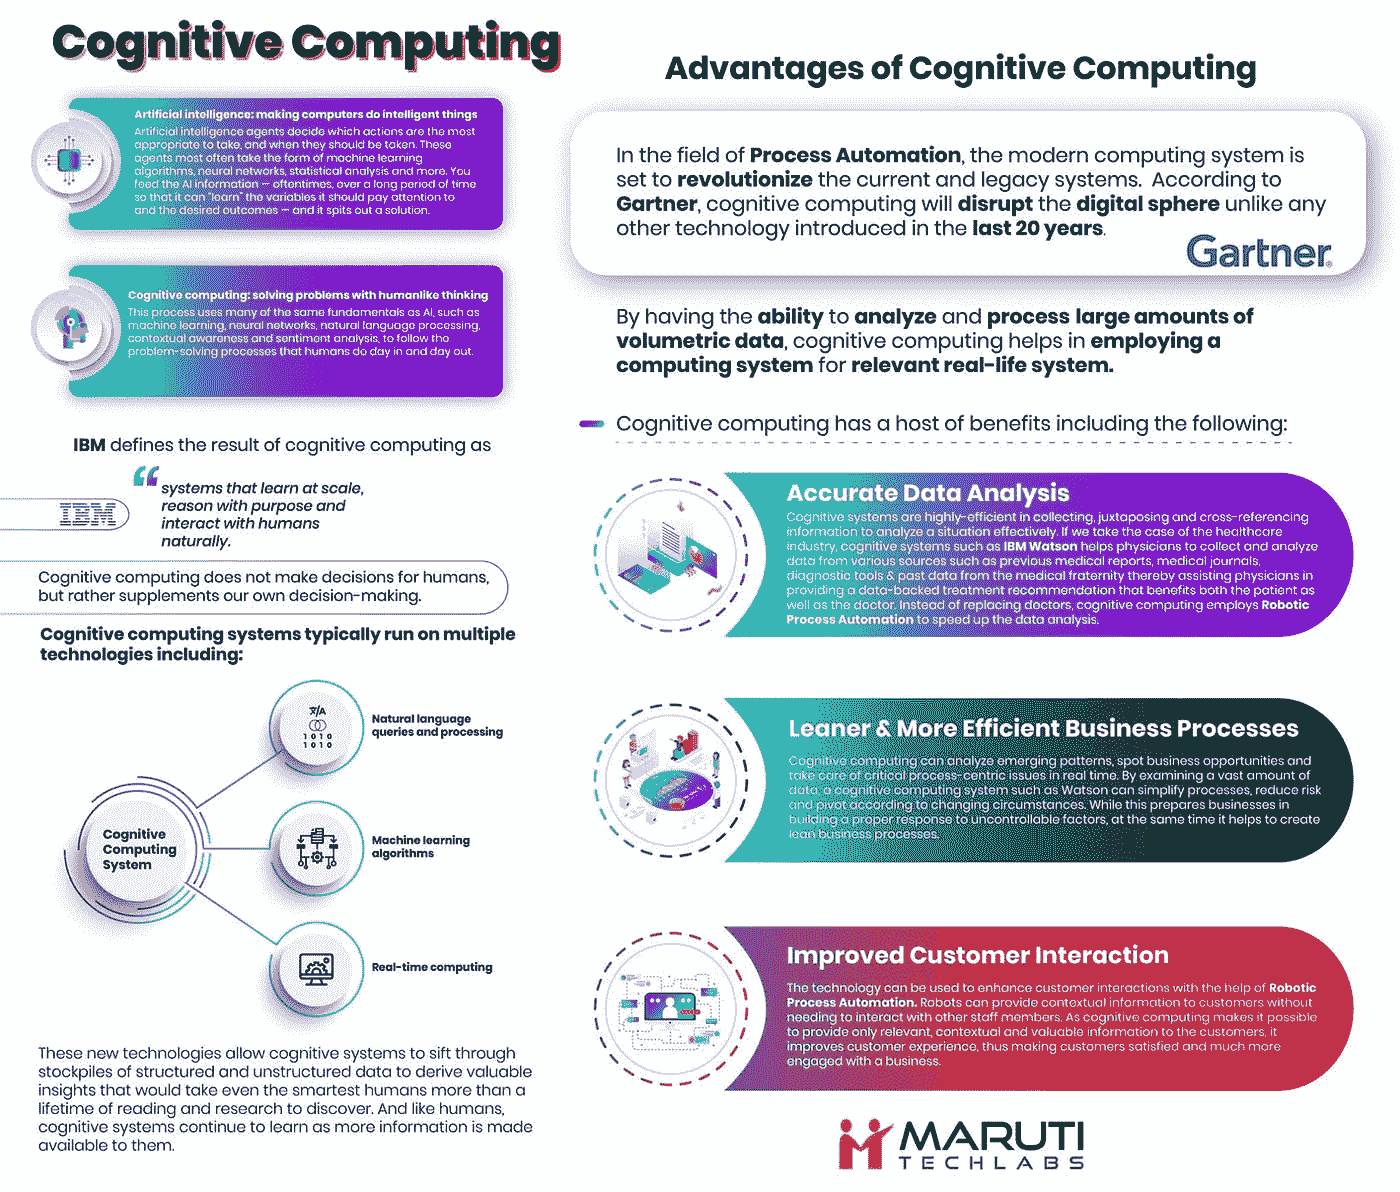 Cognitive Computing
Artificial intelligence: making computers do intelligent things
Artificial intelligence agents decide which actions are the most
appropriate to take, and when they should be taken. These
agents most often take the form of machine learning
algorithms, neural networks, statistical analysis and more. You
feed the AI information — oftentimes, over a long period of time
so that it can "learn" the variables it should pay attention to
and the desired outcomes — and it spits out a solution.
Cognitive computing: solving problems with humanlike thinking
This process uses many of the same fundamentals as AI, such as
machine learning, neural networks, natural language processing,
contextual awareness and sentiment analysis, to follow the
problem-solving processes that humans do day in and day out.
IBM defines the result of cognitive computing as
“
systems that learn at scale,
reason with purpose and
interact with humans
naturally.
IBM
Cognitive computing does not make decisions for humans,
but rather supplements our own decision-making.
Cognitive computing systems typically run on multiple
technologies including:
Cognitive
Computing
System
X/A
1 0 1 0
1 0 1 0
Natural language
queries and processing
Machine learning
algorithms
Real-time computing
These new technologies allow cognitive systems to sift through
stockpiles of structured and unstructured data to derive valuable
insights that would take even the smartest humans more than a
lifetime of reading and research to discover. And like humans,
cognitive systems continue to learn as more information is made
available to them.
Advantages of Cognitive Computing
In the field of Process Automation, the modern computing system is
set to revolutionize the current and legacy systems. According to
Gartner, cognitive computing will disrupt the digital sphere unlike any
other technology introduced in the last 20 years.
Gartner®
By having the ability to analyze and process large amounts of
volumetric data, cognitive computing helps in employing a
computing system for relevant real-life system.
Cognitive computing has a host of benefits including the following:
Accurate Data Analysis
Cognitive systems are highly-efficient in collecting, juxtaposing and cross-referencing
information to analyze a situation effectively. If we take the case of the healthcare
industry, cognitive systems such as IBM Watson helps physicians to collect and analyze
data from various sources such as previous medical reports, medical journals,
diagnostic tools & past data from the medical fraternity thereby assisting physicians in
providing a data-backed treatment recommendation that benefits both the patient as
well as the doctor. Instead of replacing doctors, cognitive computing employs Robotic
Process Automation to speed up the data analysis.
Leaner & More Efficient Business Processes
Cognitive computing can analyze emerging patterns, spot business opportunities and
take care of critical process-centric issues in real time. By examining a vast amount of
data, a cognitive computing system such as Watson can simplify processes, reduce risk
and pivot according to changing circumstances. While this prepares businesses in
building a proper response to uncontrollable factors, at the same time it helps to create
lean business processes.
Improved Customer Interaction
The technology can be used to enhance customer interactions with the help of Robotic
Process Automation. Robots can provide contextual information to customers without
needing to interact with other staff members. As cognitive computing makes it possible
to provide only relevant, contextual and valuable information to the customers, it
improves customer experience, thus making customers satisfied and much more
engaged with a business.
MARUTI
TECHLABS